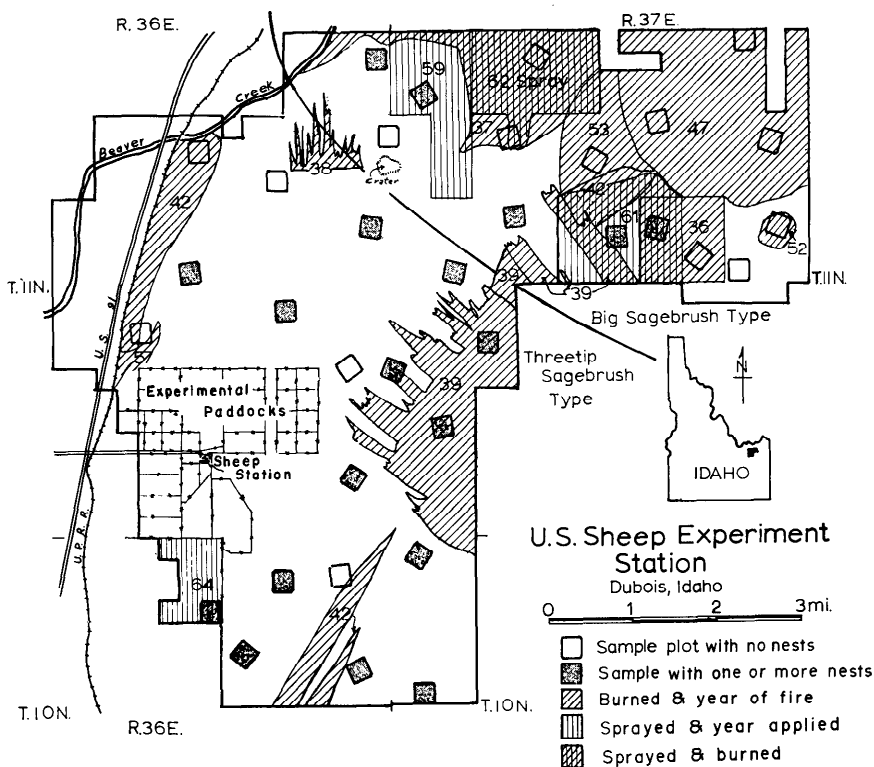 R. 36E.
R. 37E.
Beaver
Creek
59
62 Spray
37
53
47
38
Crater
42
42
61
36
52
T. 11N.
T. 11N.
39
39
U.S. 91
57
Big Sagebrush Type
Threetip
Sagebrush
Type
39
Experimental
Paddocks
Sheep
Station
N
IDAHO
U.P.R.R.
64
42
U.S. Sheep Experiment
Station
Dubois, Idaho
0 1 2 3 mi.
Sample plot with no nests
Sample with one or more nests
Burned & year of fire
Sprayed & year applied
Sprayed & burned
T. 10N.
R. 36E.
T. 10N.